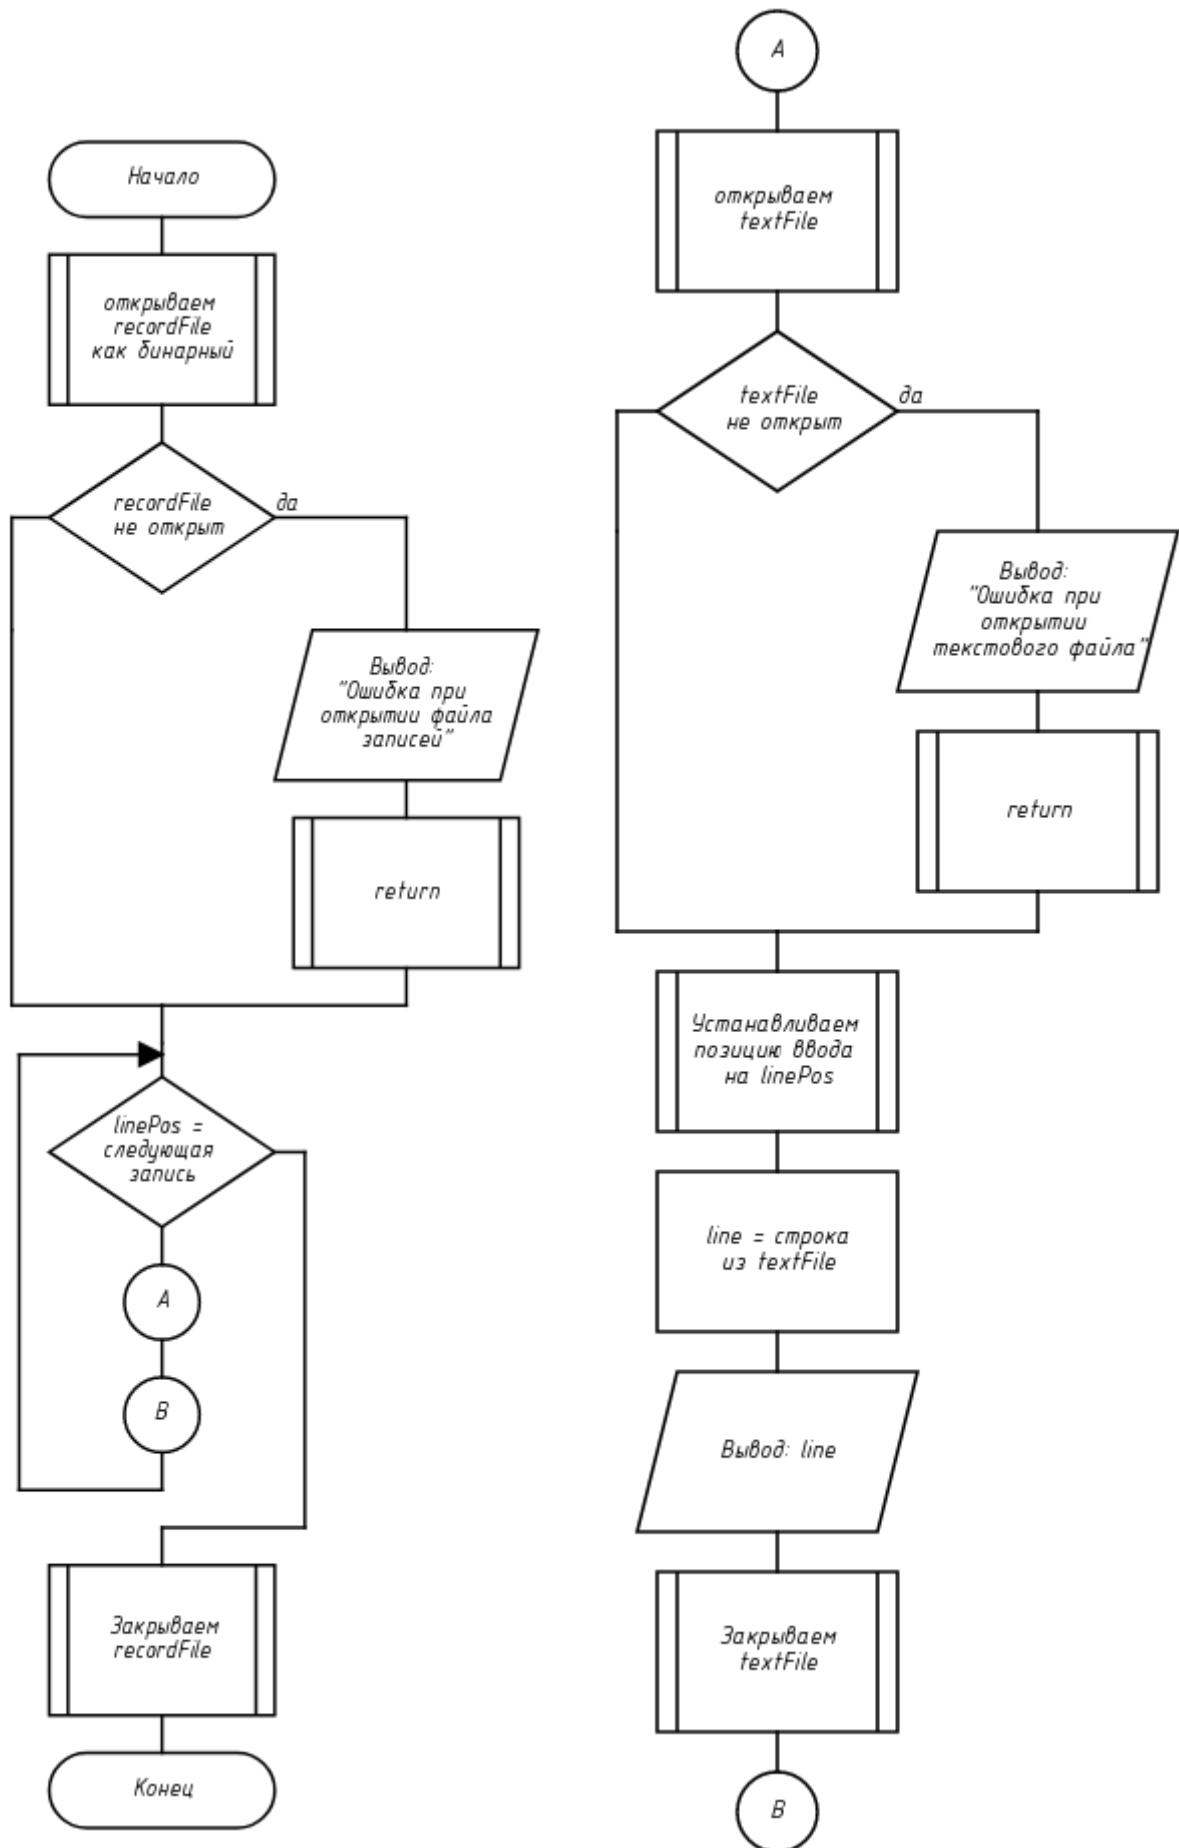 Начало
открываем
recordFile
как бинарный
recordFile
не открыт
да
Вывод:
"Ошибка при
открытии файла
записей"
return
linePos =
следующая
запись
A
B
Закрываем
recordFile
Конец
A
открываем
textFile
textFile
не открыт
да
Вывод:
"Ошибка при
открытии
текстового файла"
return
Устанавливаем
позицию ввода
на linePos
line = строка
из textFile
Вывод: line
Закрываем
textFile
B